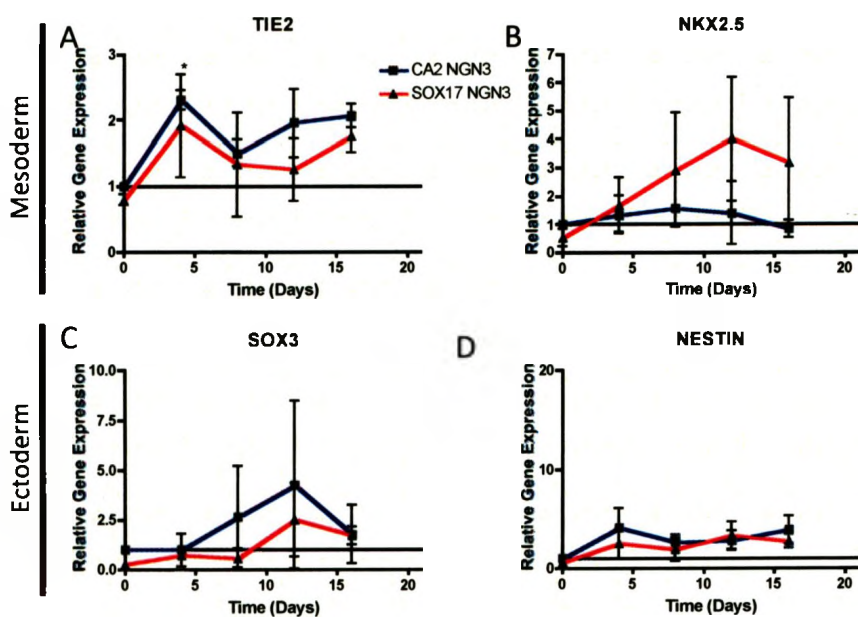 A
TIE2
Mesoderm
Relative Gene Expression
3
2
1
0
0 5 10 15 20
Time (Days)
CA2 NGN3
SOX17 NGN3
*
B
NKX2.5
Relative Gene Expression
7
6
5
4
3
2
1
0
0 5 10 15 20
Time (Days)
C
SOX3
Ectoderm
Relative Gene Expression
10.0
7.5
5.0
2.5
0.0
0 5 10 15 20
Time (Days)
D
NESTIN
Relative Gene Expression
20
10
0
0 5 10 15 20
Time (Days)